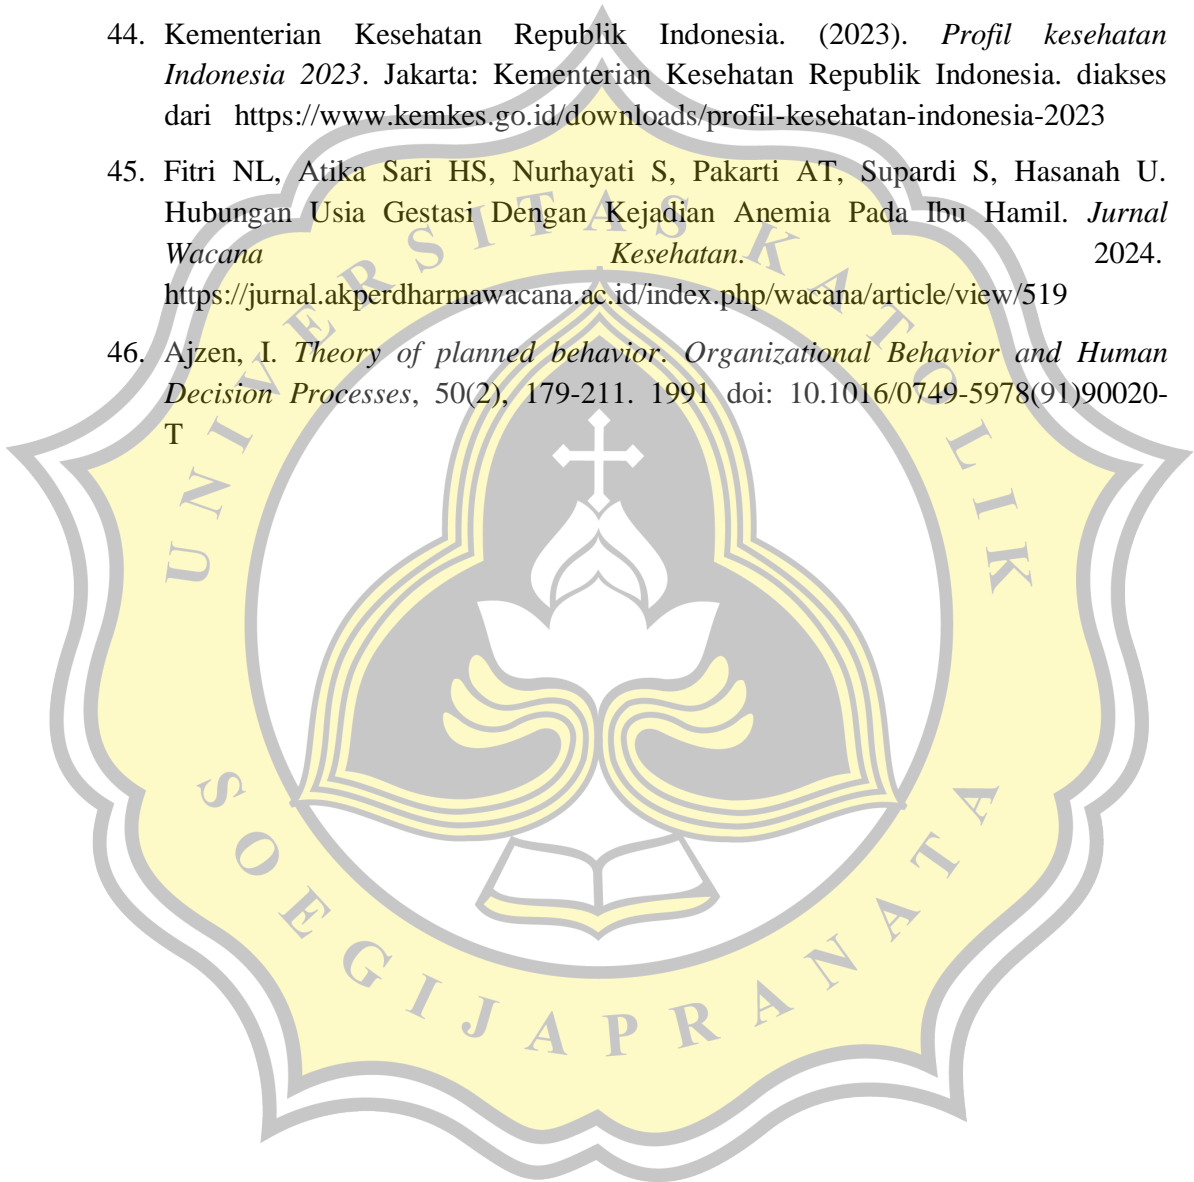 44. Kementerian Kesehatan Republik Indonesia. (2023). Profil kesehatan
Indonesia 2023. Jakarta: Kementerian Kesehatan Republik Indonesia. diakses
dari https://www.kemkes.go.id/downloads/profil-kesehatan-indonesia-2023
45. Fitri NL, Atika Sari HS, Nurhayati S, Pakarti AT, Supardi S, Hasanah U.
Hubungan Usia Gestasi Dengan Kejadian Anemia Pada Ibu Hamil. Jurnal
Wacana Kesehatan. 2024.
https://jurnal.akperdharmawacana.ac.id/index.php/wacana/article/view/519
46. Ajzen, I. Theory of planned behavior. Organizational Behavior and Human
Decision Processes, 50(2), 179-211. 1991 doi: 10.1016/0749-5978(91)90020-
T
UNIVERSITAS KATOLIK
SOEGIJAPRANATA